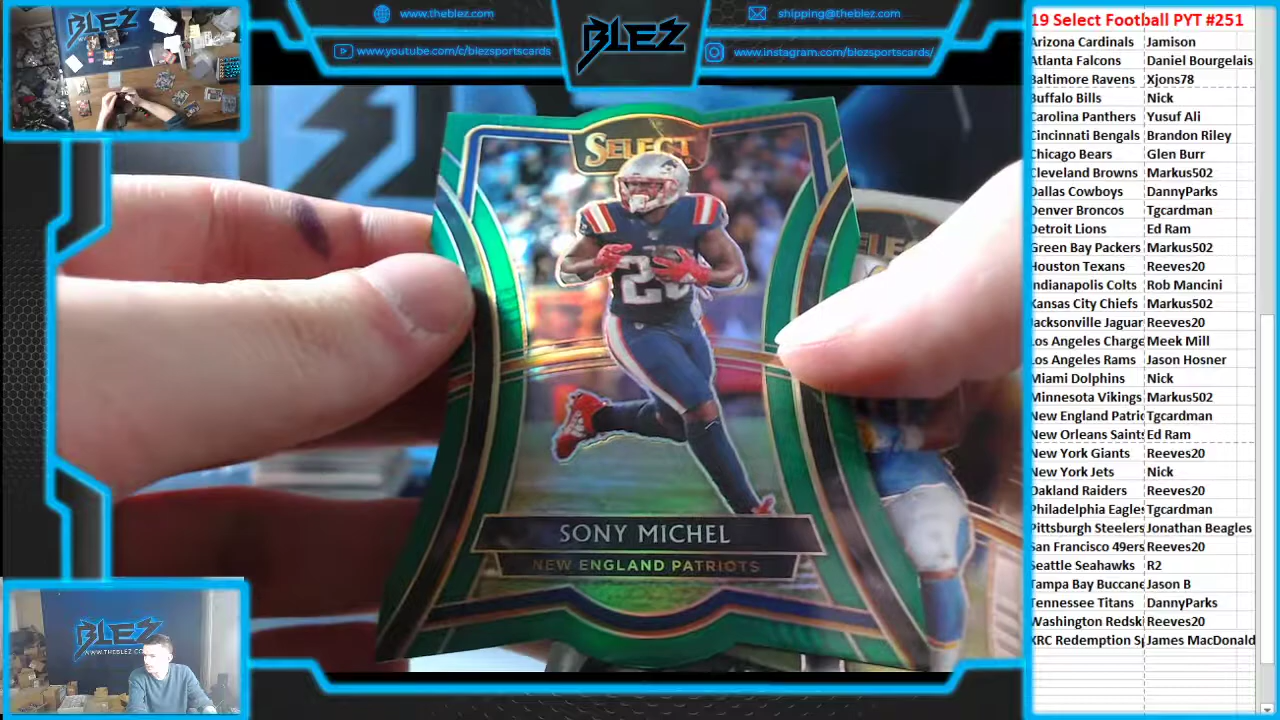 www.theblez.com
shipping@theblez.com
www.youtube.com/c/blezsportscards
www.instagram.com/blezsportscards/
BLEZ
19 Select Football PYT #251
Arizona Cardinals Jamison
Atlanta Falcons Daniel Bourgelais
Baltimore Ravens Xjons78
Buffalo Bills Nick
Carolina Panthers Yusuf Ali
Cincinnati Bengals Brandon Riley
Chicago Bears Glen Burr
Cleveland Browns Markus502
Dallas Cowboys DannyParks
Denver Broncos Tgcardman
Detroit Lions Ed Ram
Green Bay Packers Markus502
Houston Texans Reeves20
Indianapolis Colts Rob Mancini
Kansas City Chiefs Markus502
Jacksonville Jaguar Reeves20
Los Angeles Charge Meek Mill
Los Angeles Rams Jason Hosner
Miami Dolphins Nick
Minnesota Vikings Markus502
New England Patric Tgcardman
New Orleans Saints Ed Ram
New York Giants Reeves20
New York Jets Nick
Oakland Raiders Reeves20
Philadelphia Eagles Tgcardman
Pittsburgh Steelers Jonathan Beagles
San Francisco 49ers Reeves20
Seattle Seahawks R2
Tampa Bay Buccane Jason B
Tennessee Titans DannyParks
Washington Redski Reeves20
XRC Redemption Sp James MacDonald
SELECT
SONY MICHEL
NEW ENGLAND PATRIOTS
BLEZ